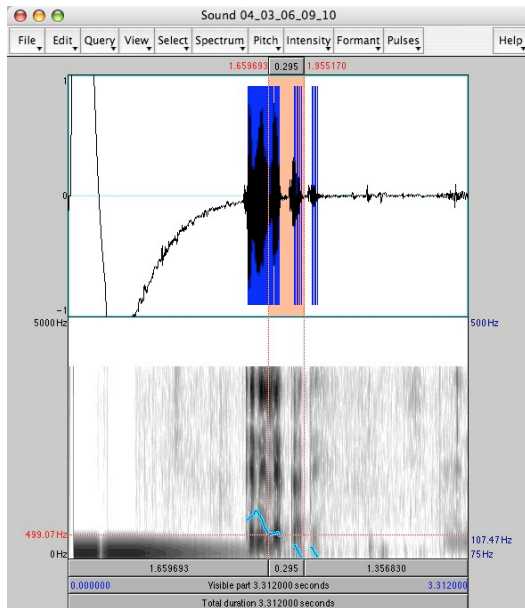 Sound 04_03_06_09_10
File Edit Query View Select Spectrum Pitch Intensity Formant Pulses Help
1.659693 0.295 1.955170
1
0
-1
5000 Hz 500 Hz
499.07 Hz 107.47 Hz
0 Hz 75 Hz
1.659693 0.295 1.356830
0.000000 Visible part 3.312000 seconds 3.312000
Total duration 3.312000 seconds